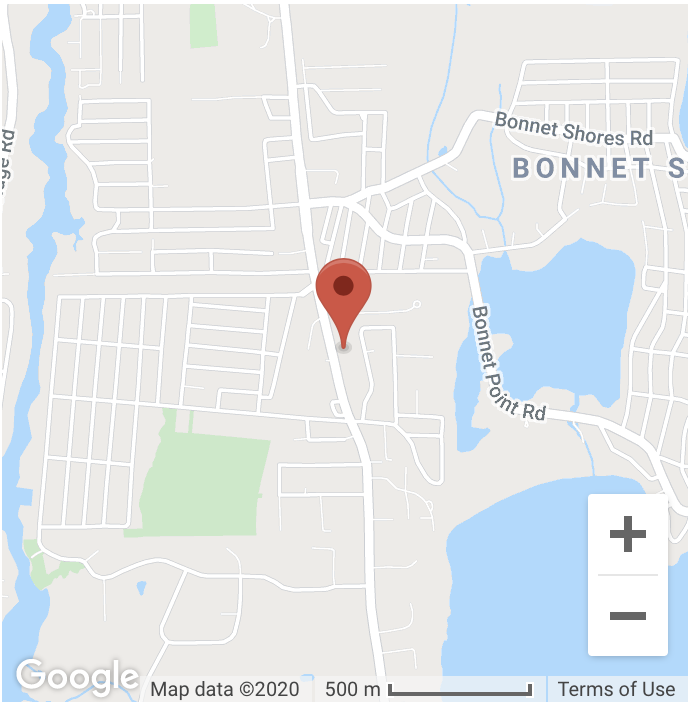 Bonnet Shores Rd
BONNET S
Bonnet Point Rd
Google
Map data ©2020
500 m
Terms of Use